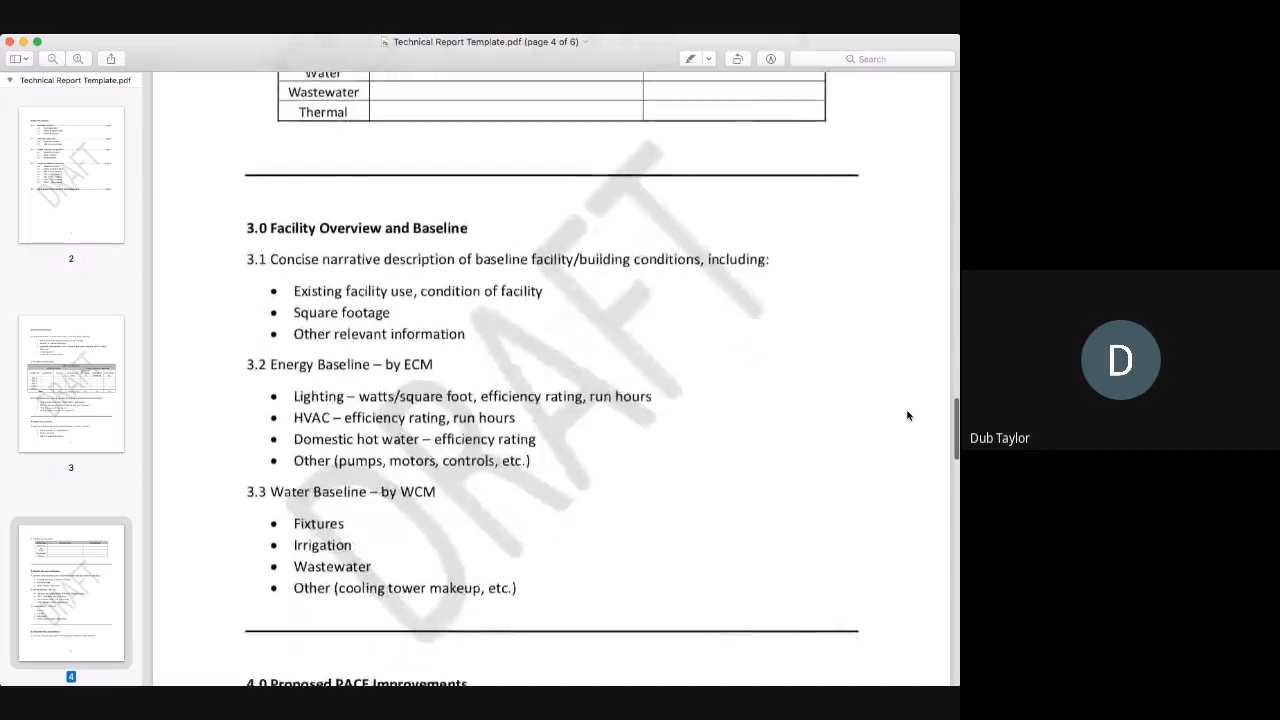 Technical Report Template.pdf (page 4 of 6)
Search
Technical Report Template.pdf
2
3
4
Water
Wastewater
Thermal
DRAFT
3.0 Facility Overview and Baseline
3.1 Concise narrative description of baseline facility/building conditions, including:
• Existing facility use, condition of facility
• Square footage
• Other relevant information
3.2 Energy Baseline – by ECM
• Lighting – watts/square foot, efficiency rating, run hours
• HVAC – efficiency rating, run hours
• Domestic hot water – efficiency rating
• Other (pumps, motors, controls, etc.)
3.3 Water Baseline – by WCM
• Fixtures
• Irrigation
• Wastewater
• Other (cooling tower makeup, etc.)
4.0 Proposed PACE Improvements
D
Dub Taylor